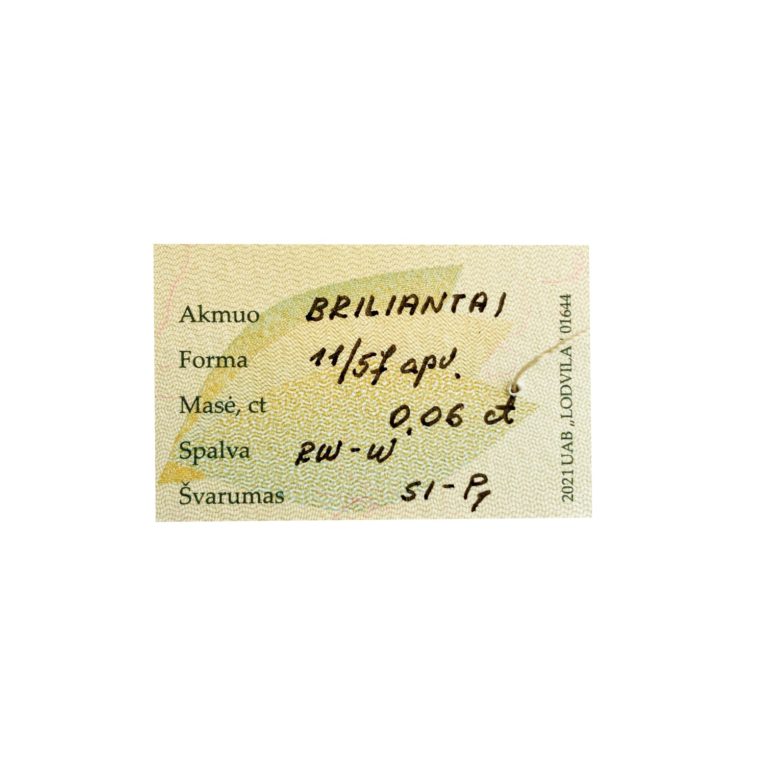 Akmuo BRILIANTAI
Forma 11/57 apv.
Masė, ct 0,06 ct
Spalva RW-W
Švarumas SI-P1
2021 UAB „LODVILA“ 01644